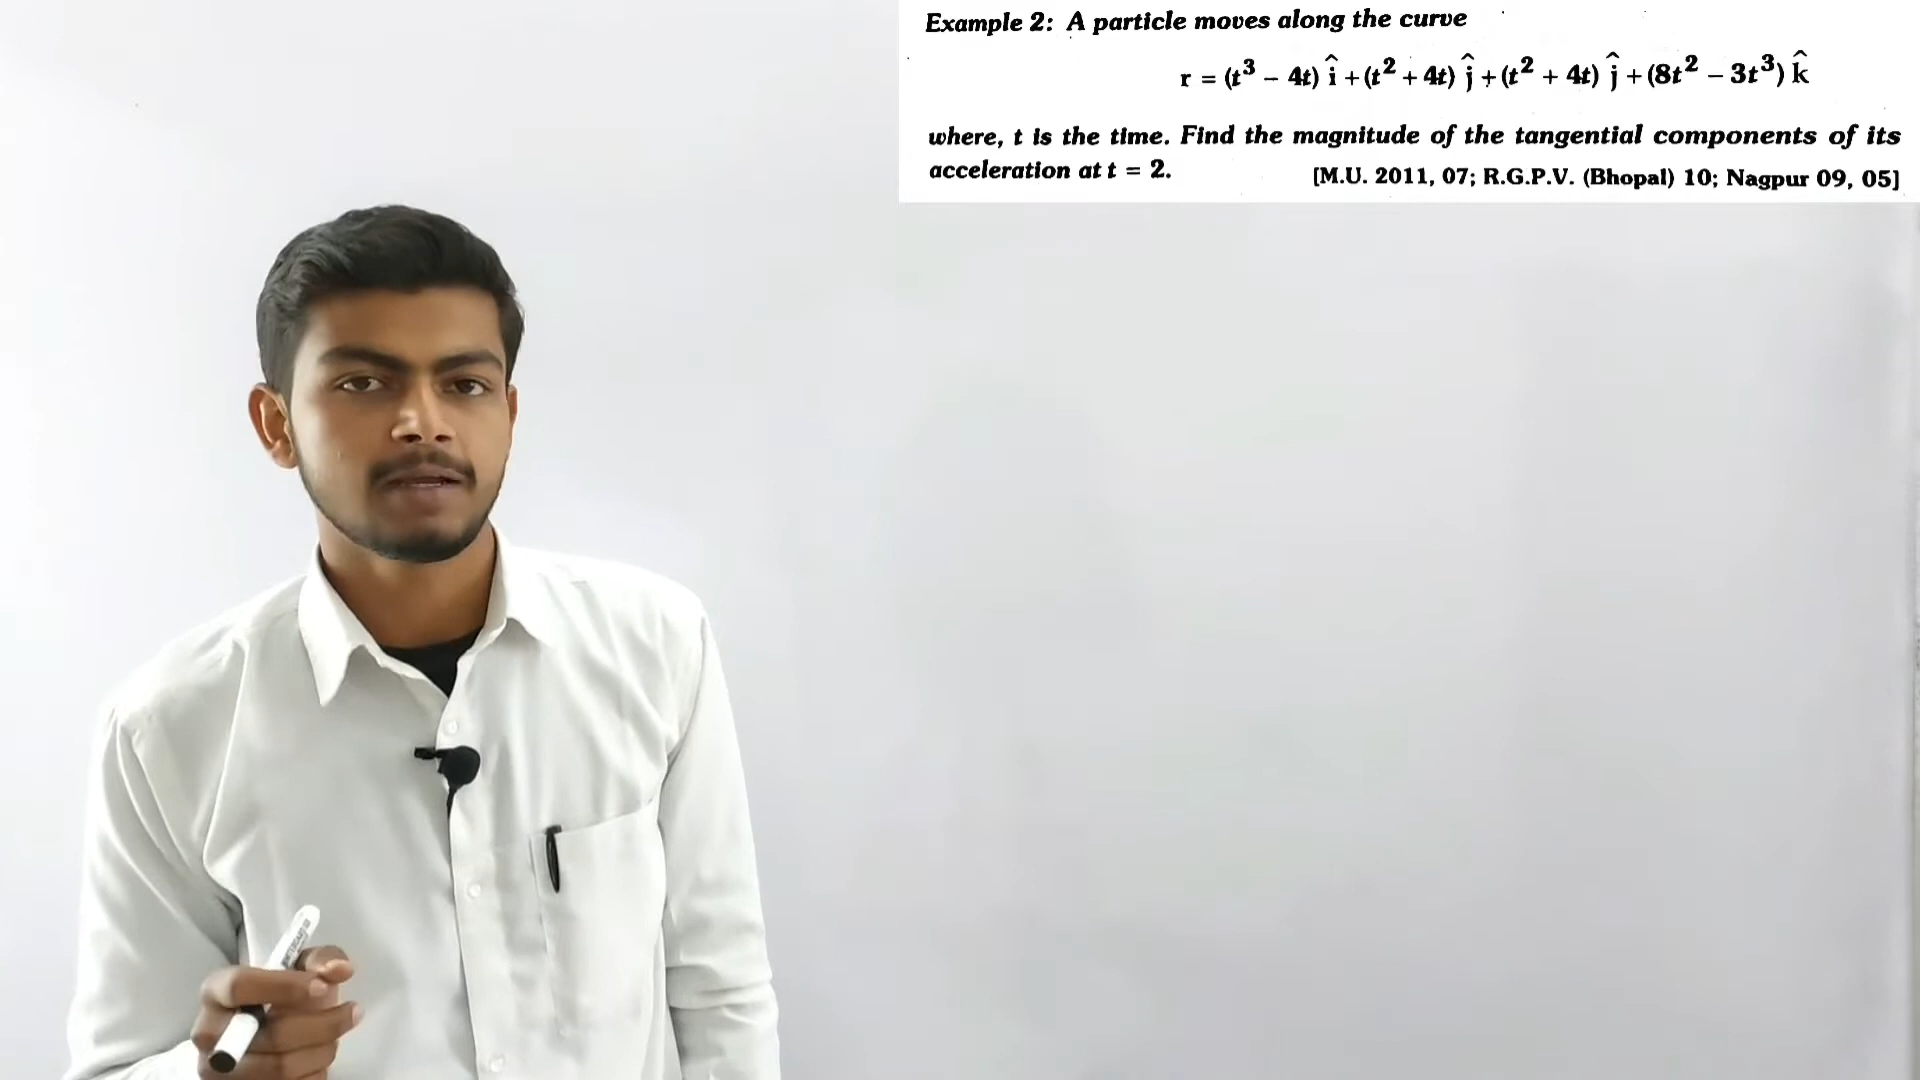 Example 2: A particle moves along the curve
r = (t³ − 4t) î + (t² + 4t) ĵ + (t² + 4t) ĵ + (8t² − 3t³) k̂
where, t is the time. Find the magnitude of the tangential components of its
acceleration at t = 2. [M.U. 2011, 07; R.G.P.V. (Bhopal) 10; Nagpur 09, 05]